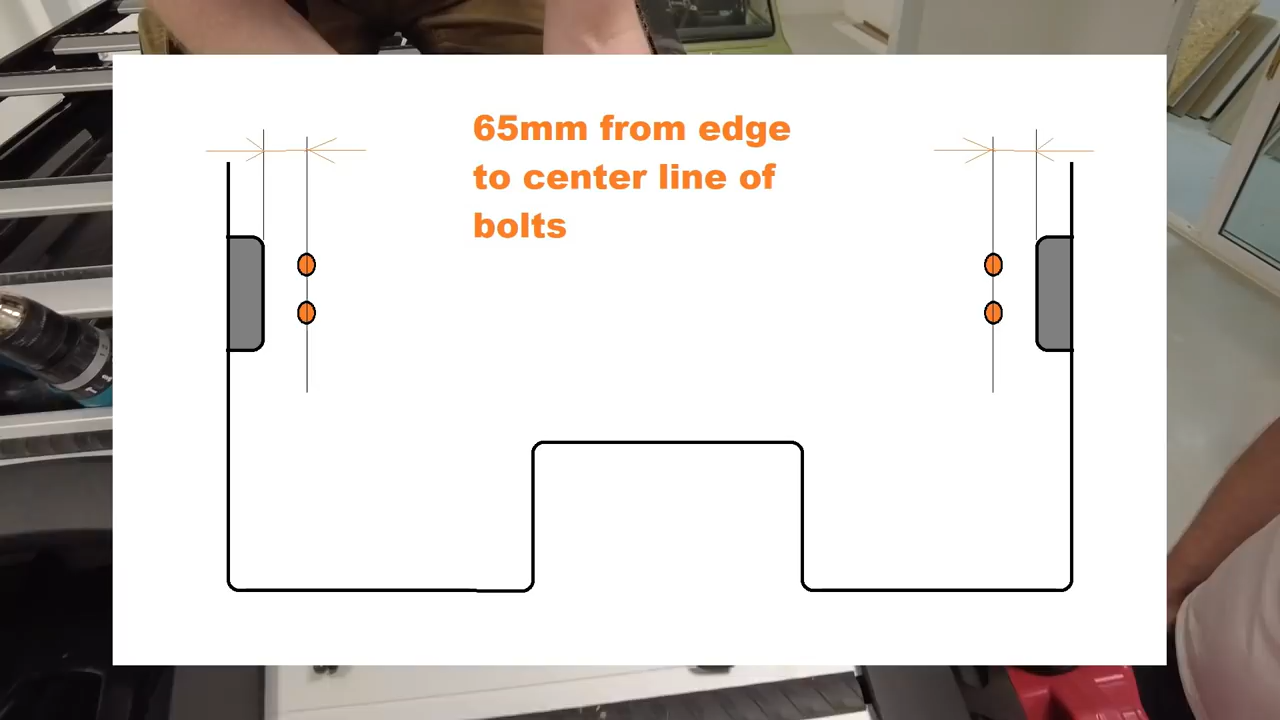 65mm from edge
to center line of
bolts